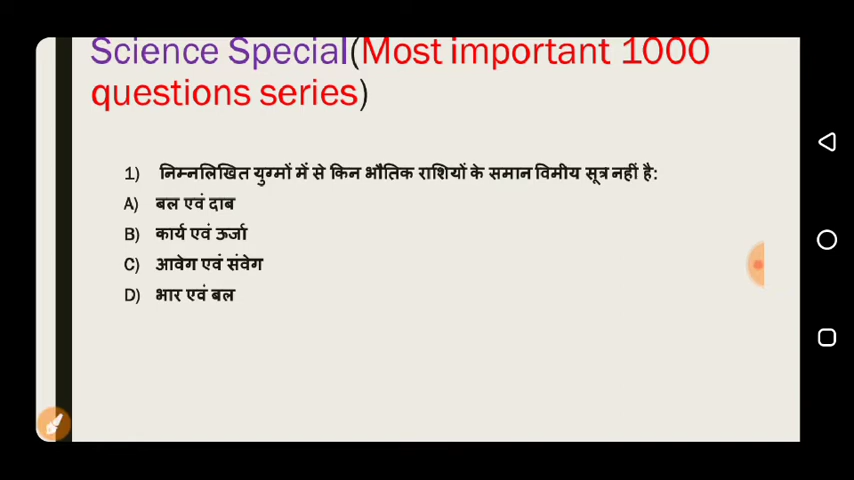 Science Special(Most important 1000
questions series)
1) निम्नलिखित युग्मों में से किन भौतिक राशियों के समान विमीय सूत्र नहीं है:
A) बल एवं दाब
B) कार्य एवं ऊर्जा
C) आवेग एवं संवेग
D) भार एवं बल